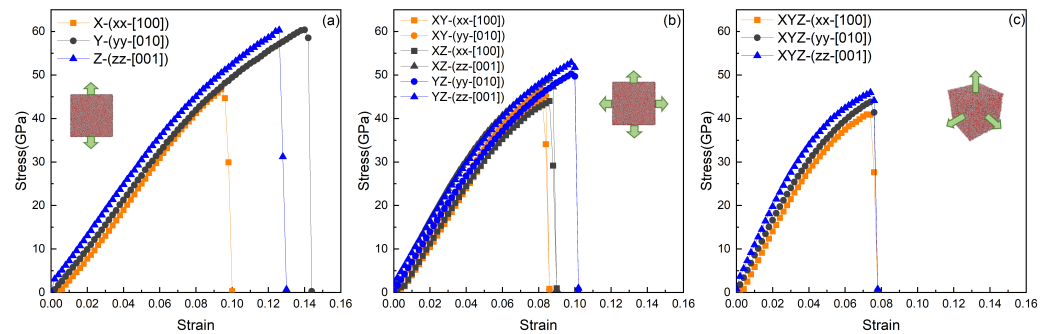 (a)
X-(xx-[100])
Y-(yy-[010])
Z-(zz-[001])
Stress(GPa)
60
50
40
30
20
10
0
0.00 0.02 0.04 0.06 0.08 0.10 0.12 0.14 0.16
Strain
(b)
XY-(xx-[100])
XY-(yy-[010])
XZ-(xx-[100])
XZ-(zz-[001])
YZ-(yy-[010])
YZ-(zz-[001])
Stress(GPa)
60
50
40
30
20
10
0
0.00 0.02 0.04 0.06 0.08 0.10 0.12 0.14 0.16
Strain
(c)
XYZ-(xx-[100])
XYZ-(yy-[010])
XYZ-(zz-[001])
Stress(GPa)
60
50
40
30
20
10
0
0.00 0.02 0.04 0.06 0.08 0.10 0.12 0.14 0.16
Strain